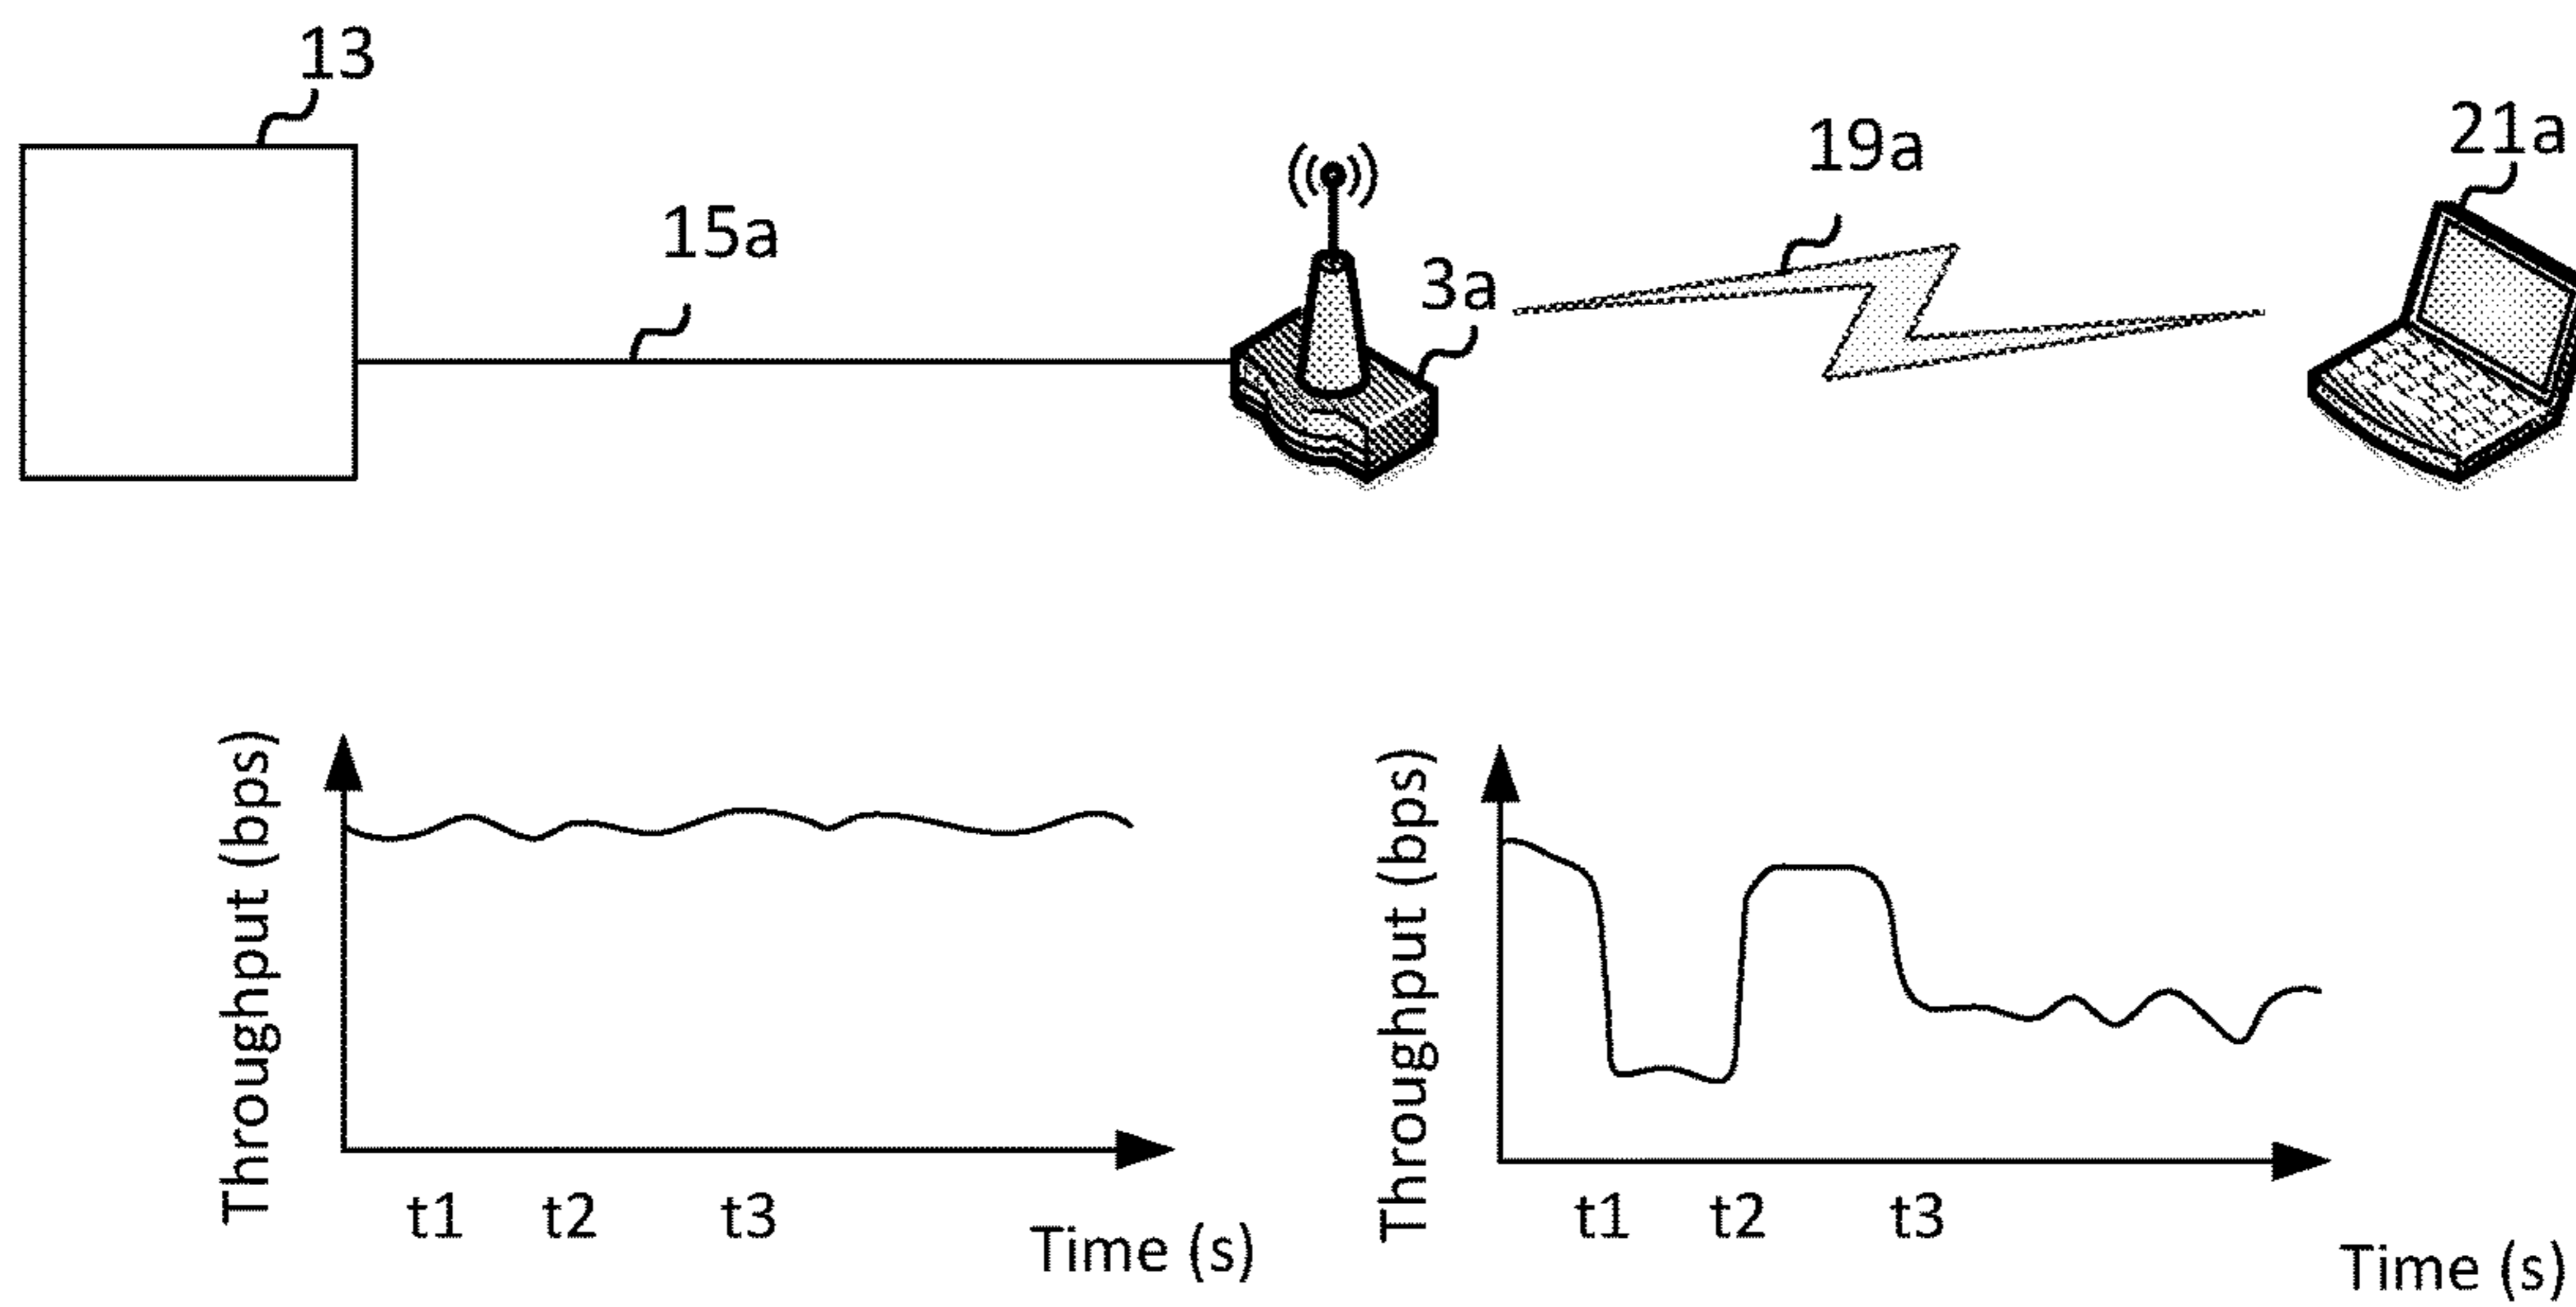 13
15a
3a
19a
21a
Throughput (bps)
t1 t2 t3
Time (s)
Throughput (bps)
t1 t2 t3
Time (s)